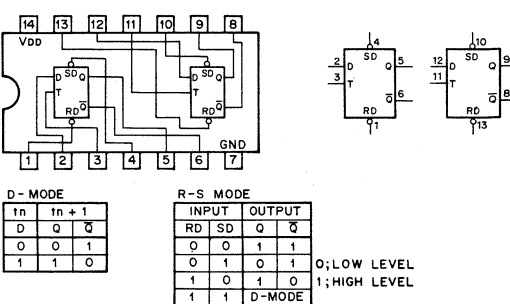 14 13 12 11 10 9 8
VDD
SD SD
D Q D Q
T T
RD Q̅ RD Q̅
GND
1 2 3 4 5 6 7
4 10
SD SD
2 D Q 5 12 D Q 9
3 T 11 T
Q̅ 6 Q̅ 8
RD RD
1 13
D-MODE
tn tn+1
D Q Q̅
0 0 1
1 1 0
R-S MODE
INPUT OUTPUT
RD SD Q Q̅
0 0 1 1
0 1 0 1 0;LOW LEVEL
1 0 1 0 1;HIGH LEVEL
1 1 D-MODE